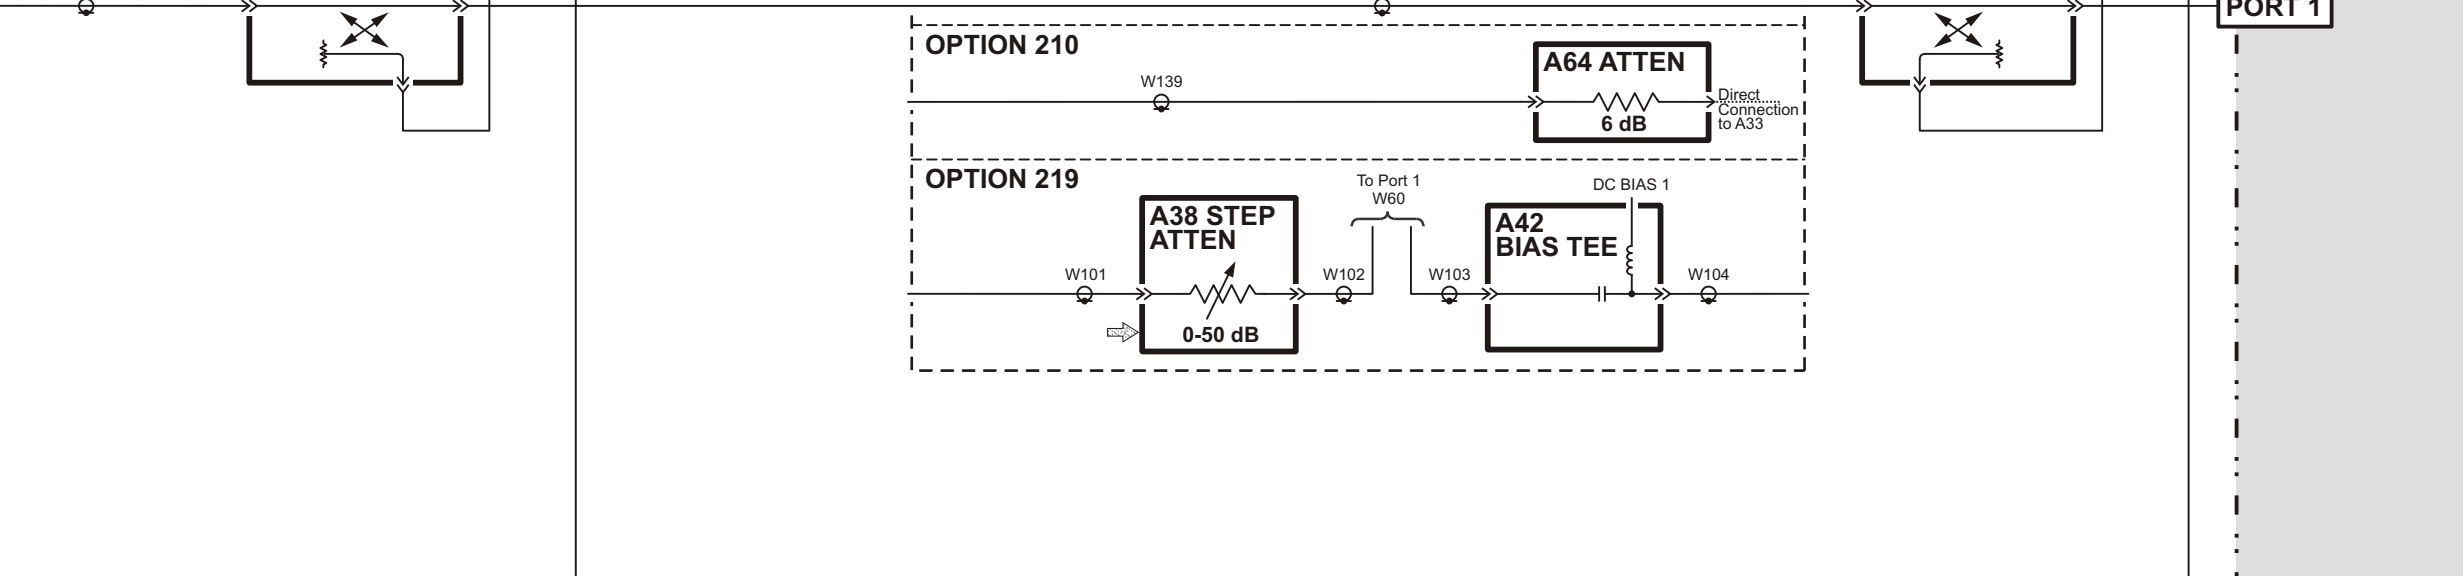 PORT 1
OPTION 210
W139
A64 ATTEN
6 dB
Direct
Connection
to A33
OPTION 219
To Port 1
W60
DC BIAS 1
A38 STEP
ATTEN
A42
BIAS TEE
W101
W102
W103
W104
0-50 dB